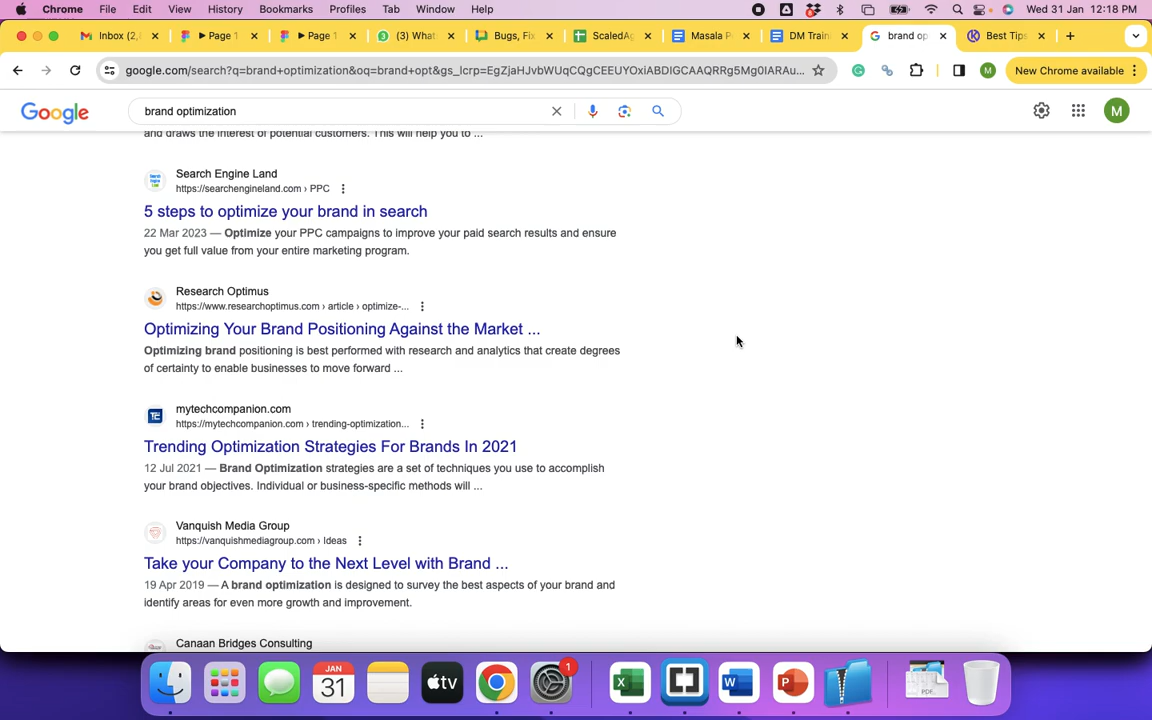 Chrome File Edit View History Bookmarks Profiles Tab Window Help Wed 31 Jan 12:18 PM
Inbox (2, Page 1 Page 1 (3) What Bugs, Fix ScaledAg Masala P DM Train brand op Best Tips
google.com/search?q=brand+optimization&oq=brand+opt&gs_lcrp=EgZjaHJvbWUqCQgCEEUYOxiABDIGCAAQRRg5Mg0IARAu... New Chrome available
M
Google brand optimization M
and draws the interest of potential customers. This will help you to ...
Search Engine Land
https://searchengineland.com › PPC
5 steps to optimize your brand in search
22 Mar 2023 — Optimize your PPC campaigns to improve your paid search results and ensure
you get full value from your entire marketing program.
Research Optimus
https://www.researchoptimus.com › article › optimize-...
Optimizing Your Brand Positioning Against the Market ...
Optimizing brand positioning is best performed with research and analytics that create degrees
of certainty to enable businesses to move forward ...
mytechcompanion.com
https://mytechcompanion.com › trending-optimization...
Trending Optimization Strategies For Brands In 2021
12 Jul 2021 — Brand Optimization strategies are a set of techniques you use to accomplish
your brand objectives. Individual or business-specific methods will ...
Vanquish Media Group
https://vanquishmediagroup.com › Ideas
Take your Company to the Next Level with Brand ...
19 Apr 2019 — A brand optimization is designed to survey the best aspects of your brand and
identify areas for even more growth and improvement.
Canaan Bridges Consulting
JAN
31
tv
1
X
W
P
PDF